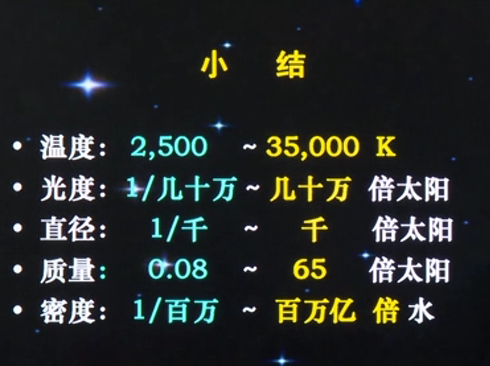 小 结
• 温度： 2,500 ~ 35,000 K
• 光度： 1/几十万 ~ 几十万 倍太阳
• 直径： 1/千 ~ 千 倍太阳
• 质量： 0.08 ~ 65 倍太阳
• 密度： 1/百万 ~ 百万亿 倍 水